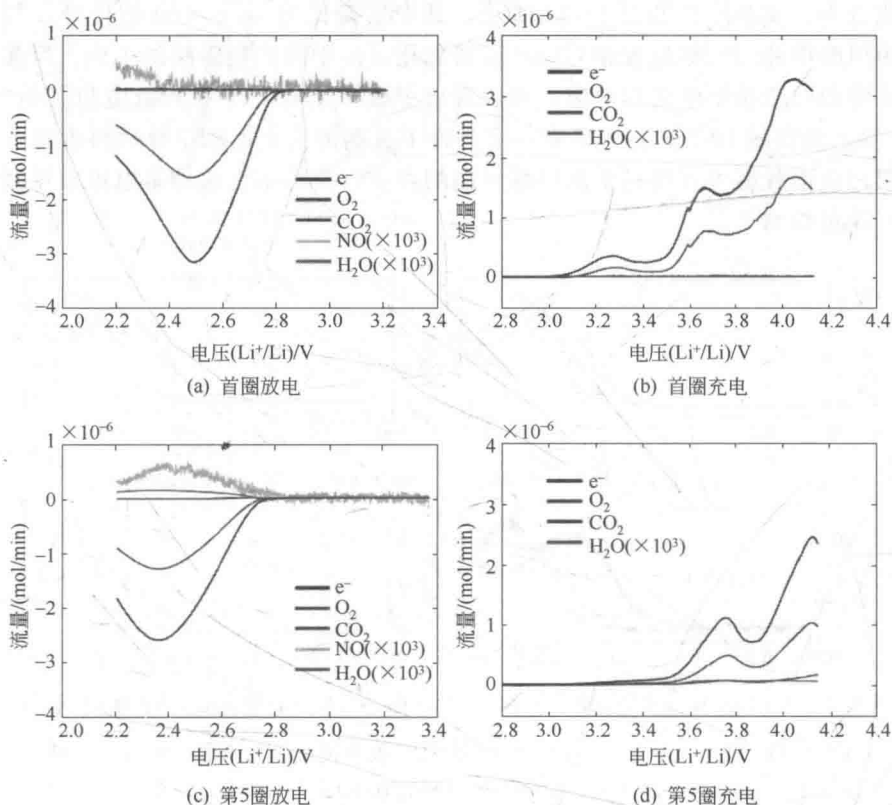 ×10⁻⁶
流量/(mol/min)
1
0
−1
−2
−3
−4
e⁻
O₂
CO₂
NO(×10³)
H₂O(×10³)
2.0 2.2 2.4 2.6 2.8 3.0 3.2 3.4
电压(Li⁺/Li)/V
(a) 首圈放电
×10⁻⁶
流量/(mol/min)
4
3
2
1
0
e⁻
O₂
CO₂
H₂O(×10³)
2.8 3.0 3.2 3.4 3.6 3.8 4.0 4.2 4.4
电压(Li⁺/Li)/V
(b) 首圈充电
×10⁻⁶
流量/(mol/min)
1
0
−1
−2
−3
−4
e⁻
O₂
CO₂
NO(×10³)
H₂O(×10³)
2.0 2.2 2.4 2.6 2.8 3.0 3.2 3.4
电压(Li⁺/Li)/V
(c) 第5圈放电
×10⁻⁶
流量/(mol/min)
4
3
2
1
0
e⁻
O₂
CO₂
H₂O(×10³)
2.8 3.0 3.2 3.4 3.6 3.8 4.0 4.2 4.4
电压(Li⁺/Li)/V
(d) 第5圈充电